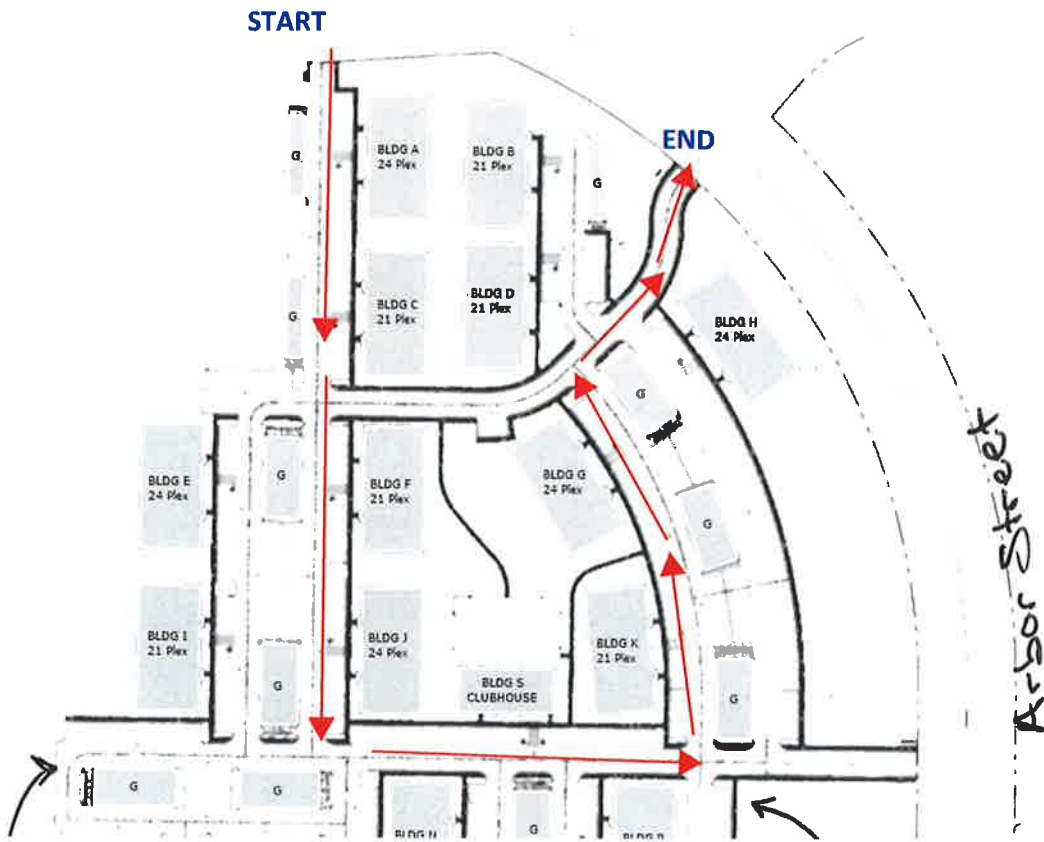 START
END
BLDG A
24 Plex
BLDG B
21 Plex
G
G
BLDG C
21 Plex
BLDG D
21 Plex
G
BLDG H
24 Plex
G
BLDG E
24 Plex
G
BLDG F
21 Plex
BLDG G
24 Plex
G
Arbor Street
BLDG I
21 Plex
BLDG J
24 Plex
BLDG K
21 Plex
G
BLDG S
CLUBHOUSE
G
G
G
G
BLDG
BLDG